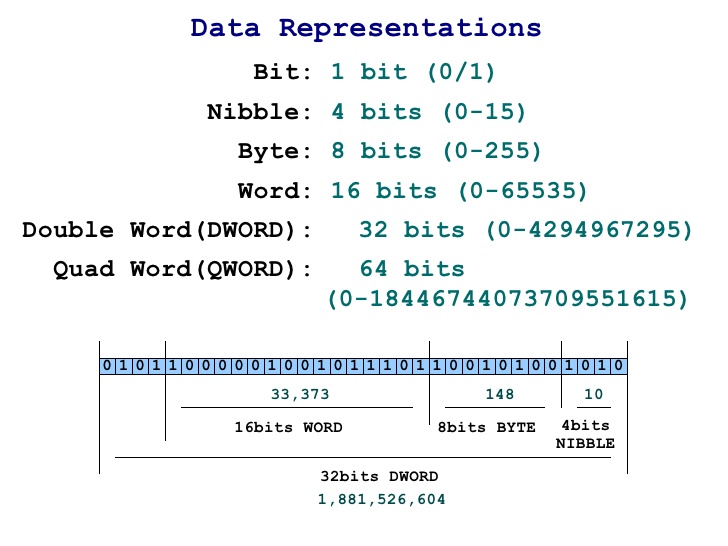 Data Representations
Bit: 1 bit (0/1)
Nibble: 4 bits (0-15)
Byte: 8 bits (0-255)
Word: 16 bits (0-65535)
Double Word(DWORD): 32 bits (0-4294967295)
Quad Word(QWORD): 64 bits
(0-18446744073709551615)
0 1 0 1 1 0 0 0 0 0 1 0 0 1 0 1 1 1 0 1 1 0 0 1 0 1 0 0 1 0 1 0
33,373 148 10
16bits WORD 8bits BYTE 4bits
NIBBLE
32bits DWORD
1,881,526,604